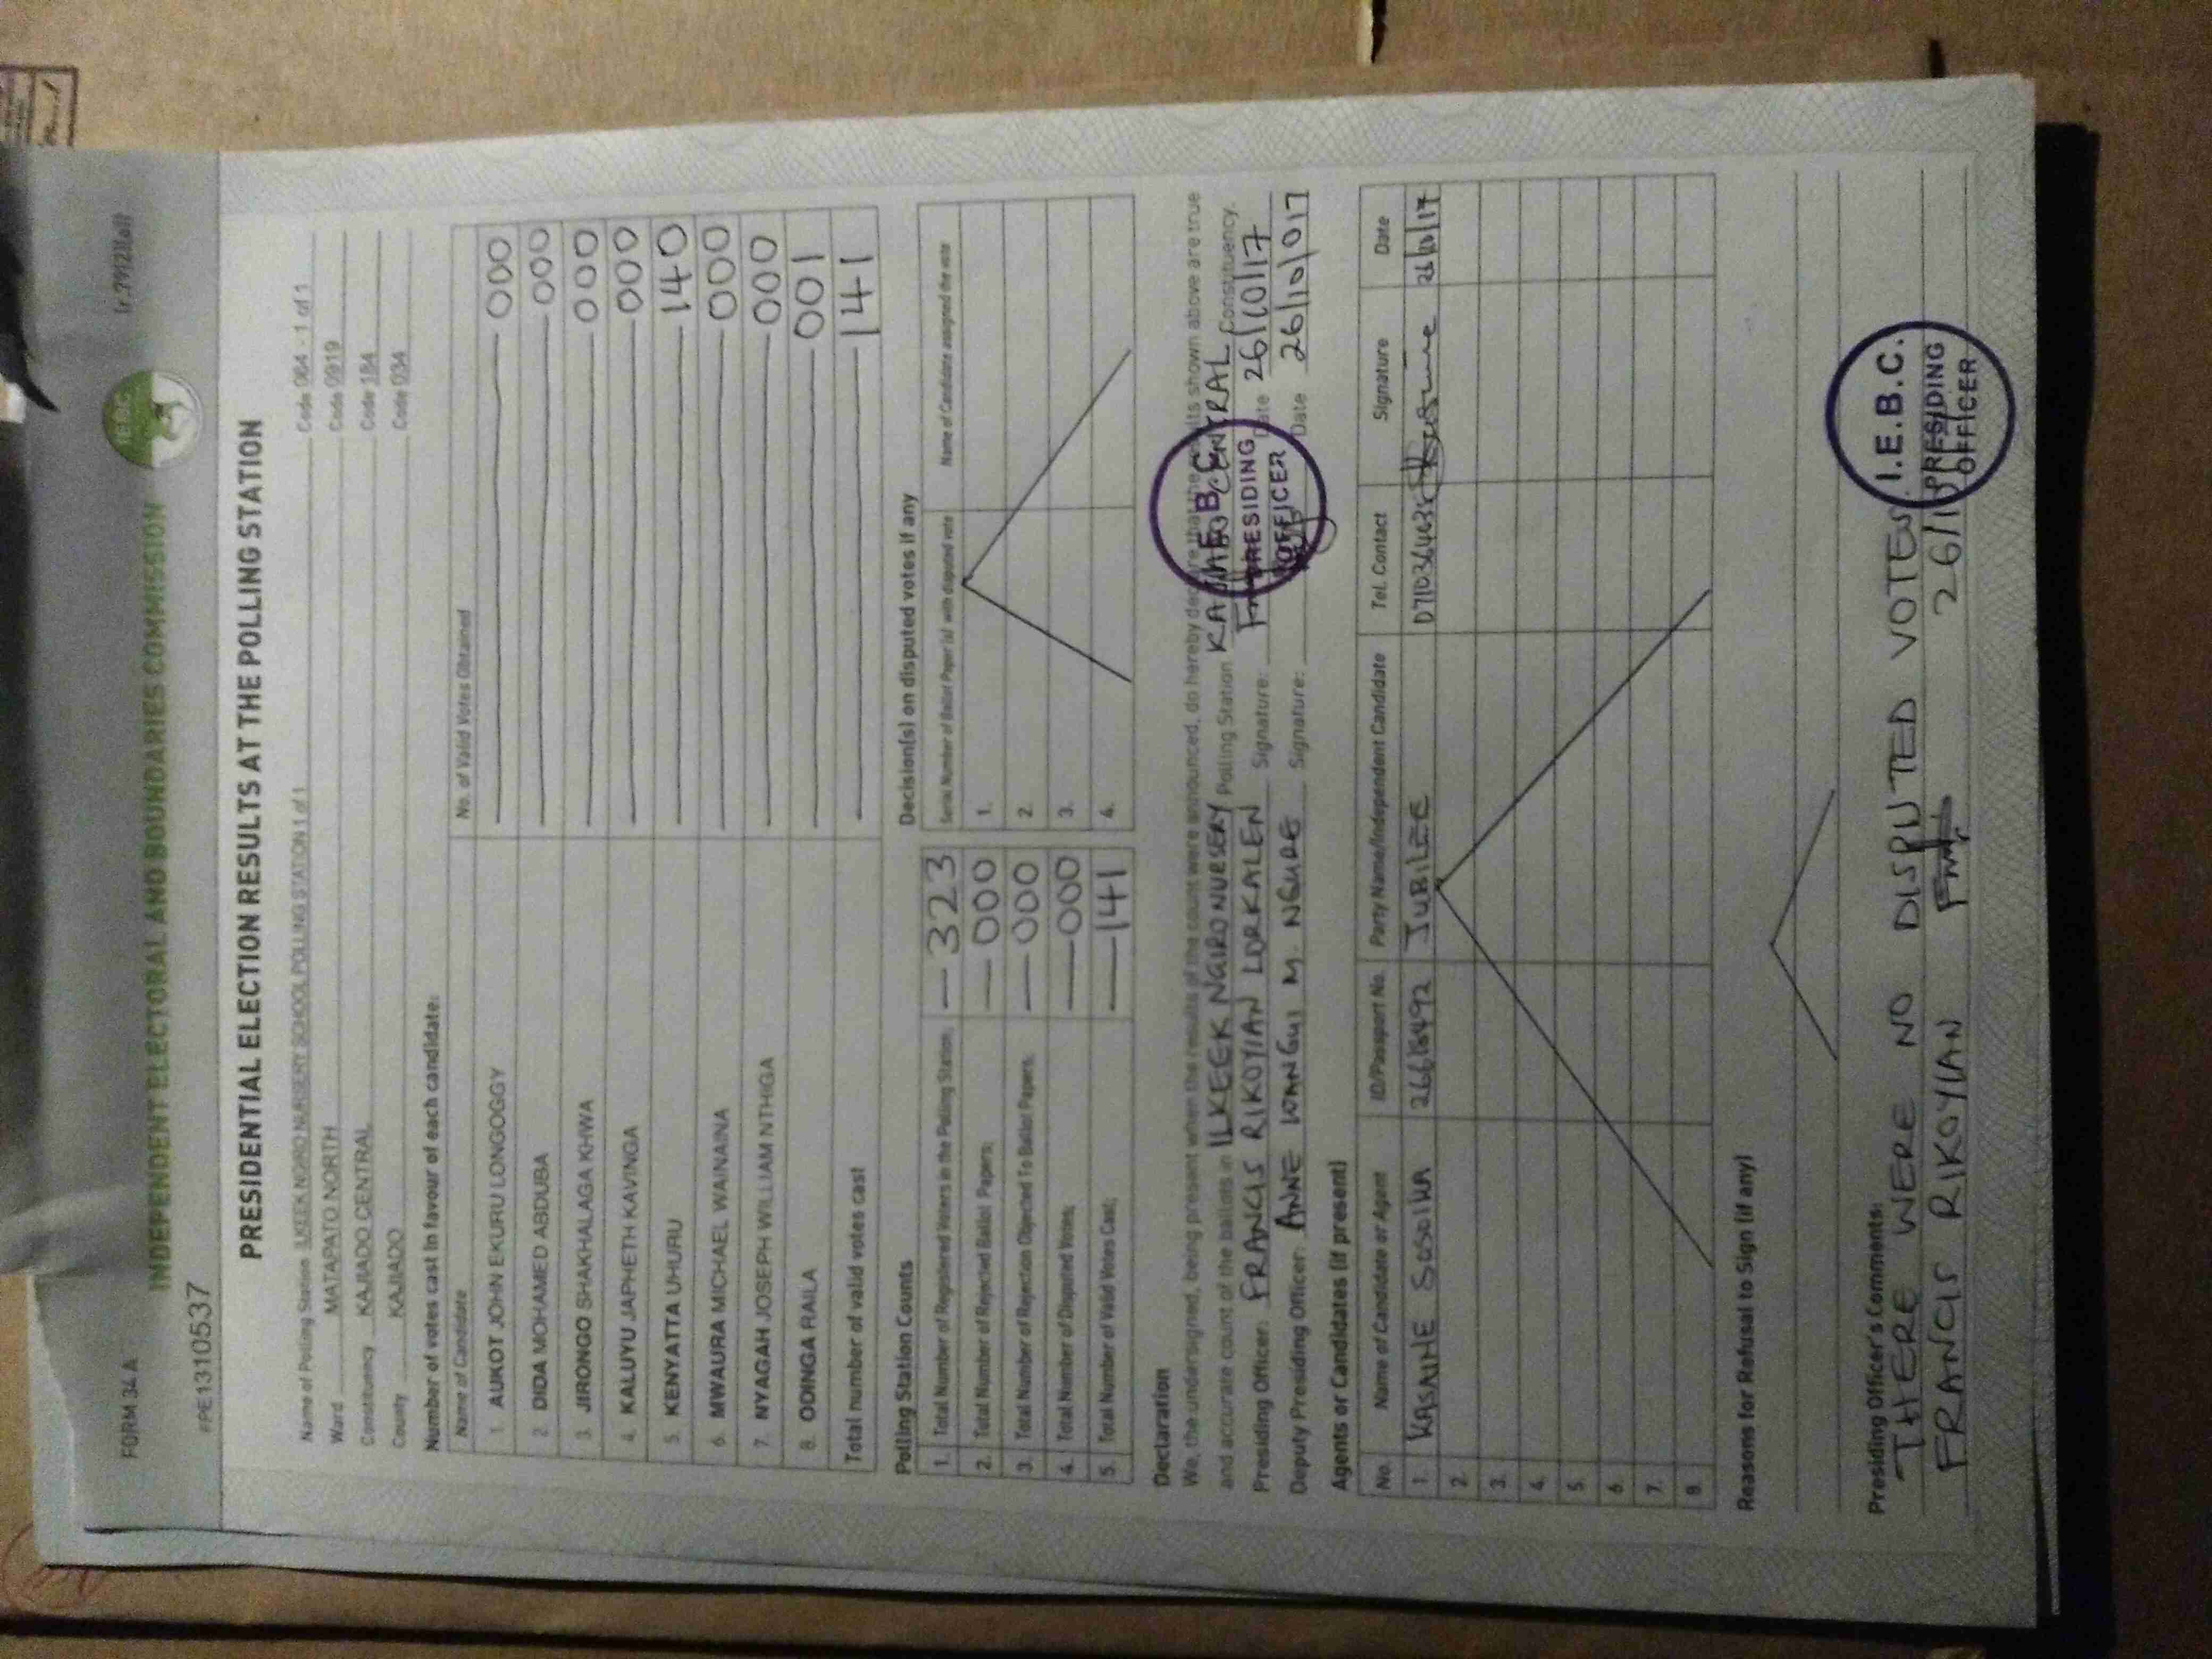 FORM 34 A
(r.79(2)(a))
INDEPENDENT ELECTORAL AND BOUNDARIES COMMISSION
IEBC
#PE13110537
PRESIDENTIAL ELECTION RESULTS AT THE POLLING STATION
Name of Polling Station ILKEEK NGIRO NURSERY SCHOOL POLLING STATION 1 of 1 Code 064 - 1 of 1
Ward MATAPATO NORTH Code 0919
Constituency KAJIADO CENTRAL Code 184
County KAJIADO Code 034
Number of votes cast in favour of each candidate:
Name of Candidate No. of Valid Votes Obtained
1. AUKOT JOHN EKURU LONGOGGY 000
2. DIDA MOHAMED ABDUBA 000
3. JIRONGO SHAKHALAGA KHWA 000
4. KALUYU JAPHETH KAVINGA 000
5. KENYATTA UHURU 140
6. MWAURA MICHAEL WAINAINA 000
7. NYAGAH JOSEPH WILLIAM NTHIGA 000
8. ODINGA RAILA 001
Total number of valid votes cast 141
Polling Station Counts
1. Total Number of Registered Voters in the Polling Station; 323
2. Total Number of Rejected Ballot Papers; 000
3. Total Number of Rejection Objected To Ballot Papers; 000
4. Total Number of Disputed Votes; 000
5. Total Number of Valid Votes Cast; 141
Decision(s) on disputed votes if any
Serial Number of Ballot Paper (s) with disputed vote Name of Candidate assigned the vote
1.
2.
3.
4.
Declaration
We, the undersigned, being present when the results of the count were announced, do hereby declare that the results shown above are true
and accurate count of the ballots in ILKEEK NGIRO NURSERY Polling Station KAJIADO CENTRAL Constituency.
Presiding Officer: FRANCIS RIKOYIAN LORKALEN Signature: Date 26/10/17
Deputy Presiding Officer: ANNE WANGUI M. NGURE Signature: Date 26/10/017
I.E.B.C.
PRESIDING
OFFICER
Agents or Candidates (if present)
No. Name of Candidate or Agent ID/Passport No. Party Name/Independent Candidate Tel. Contact Signature Date
1. KASAINE JUBILEE 26/10/17
2.
3.
4.
5.
6.
7.
8.
Reasons for Refusal to Sign (if any)
Presiding Officer's Comments:
THERE WERE NO DISPUTED VOTES.
FRANCIS RIKOYIAN
I.E.B.C.
PRESIDING
OFFICER